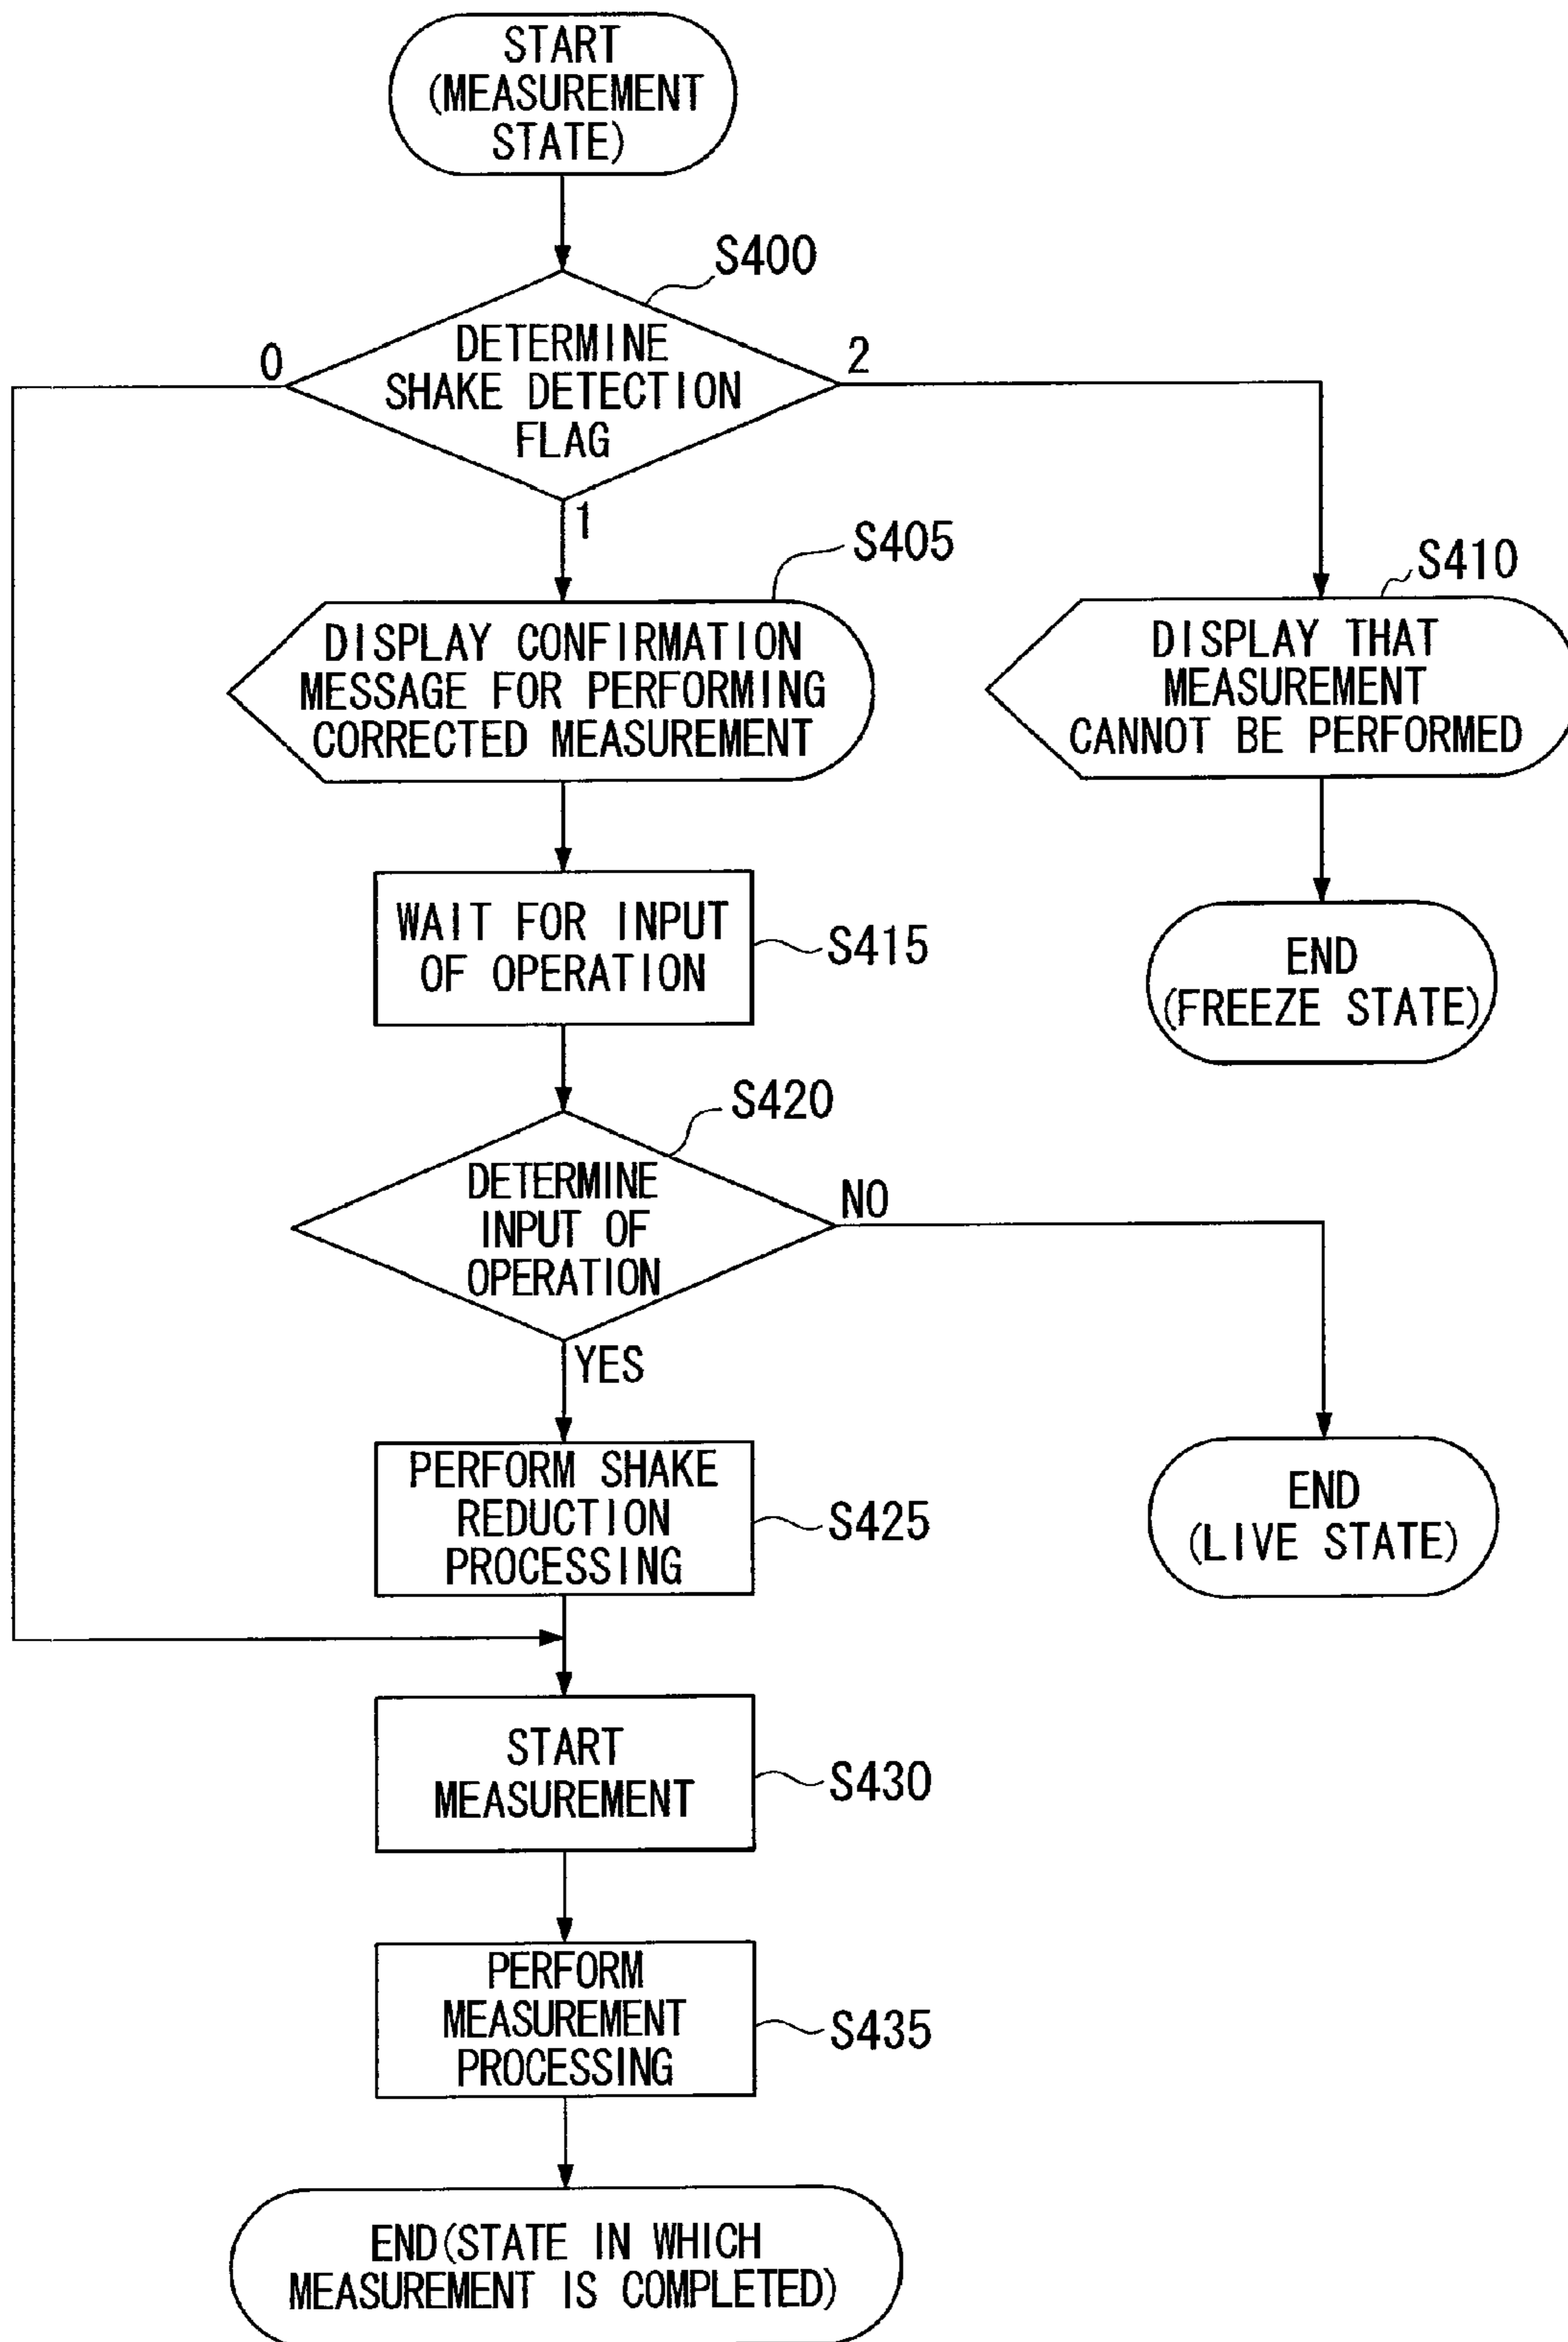 START
(MEASUREMENT
STATE)
S400
DETERMINE
SHAKE DETECTION
FLAG
0
2
1
S405
DISPLAY CONFIRMATION
MESSAGE FOR PERFORMING
CORRECTED MEASUREMENT
S410
DISPLAY THAT
MEASUREMENT
CANNOT BE PERFORMED
WAIT FOR INPUT
OF OPERATION
S415
END
(FREEZE STATE)
S420
DETERMINE
INPUT OF
OPERATION
NO
YES
PERFORM SHAKE
REDUCTION
PROCESSING
S425
END
(LIVE STATE)
START
MEASUREMENT
S430
PERFORM
MEASUREMENT
PROCESSING
S435
END(STATE IN WHICH
MEASUREMENT IS COMPLETED)